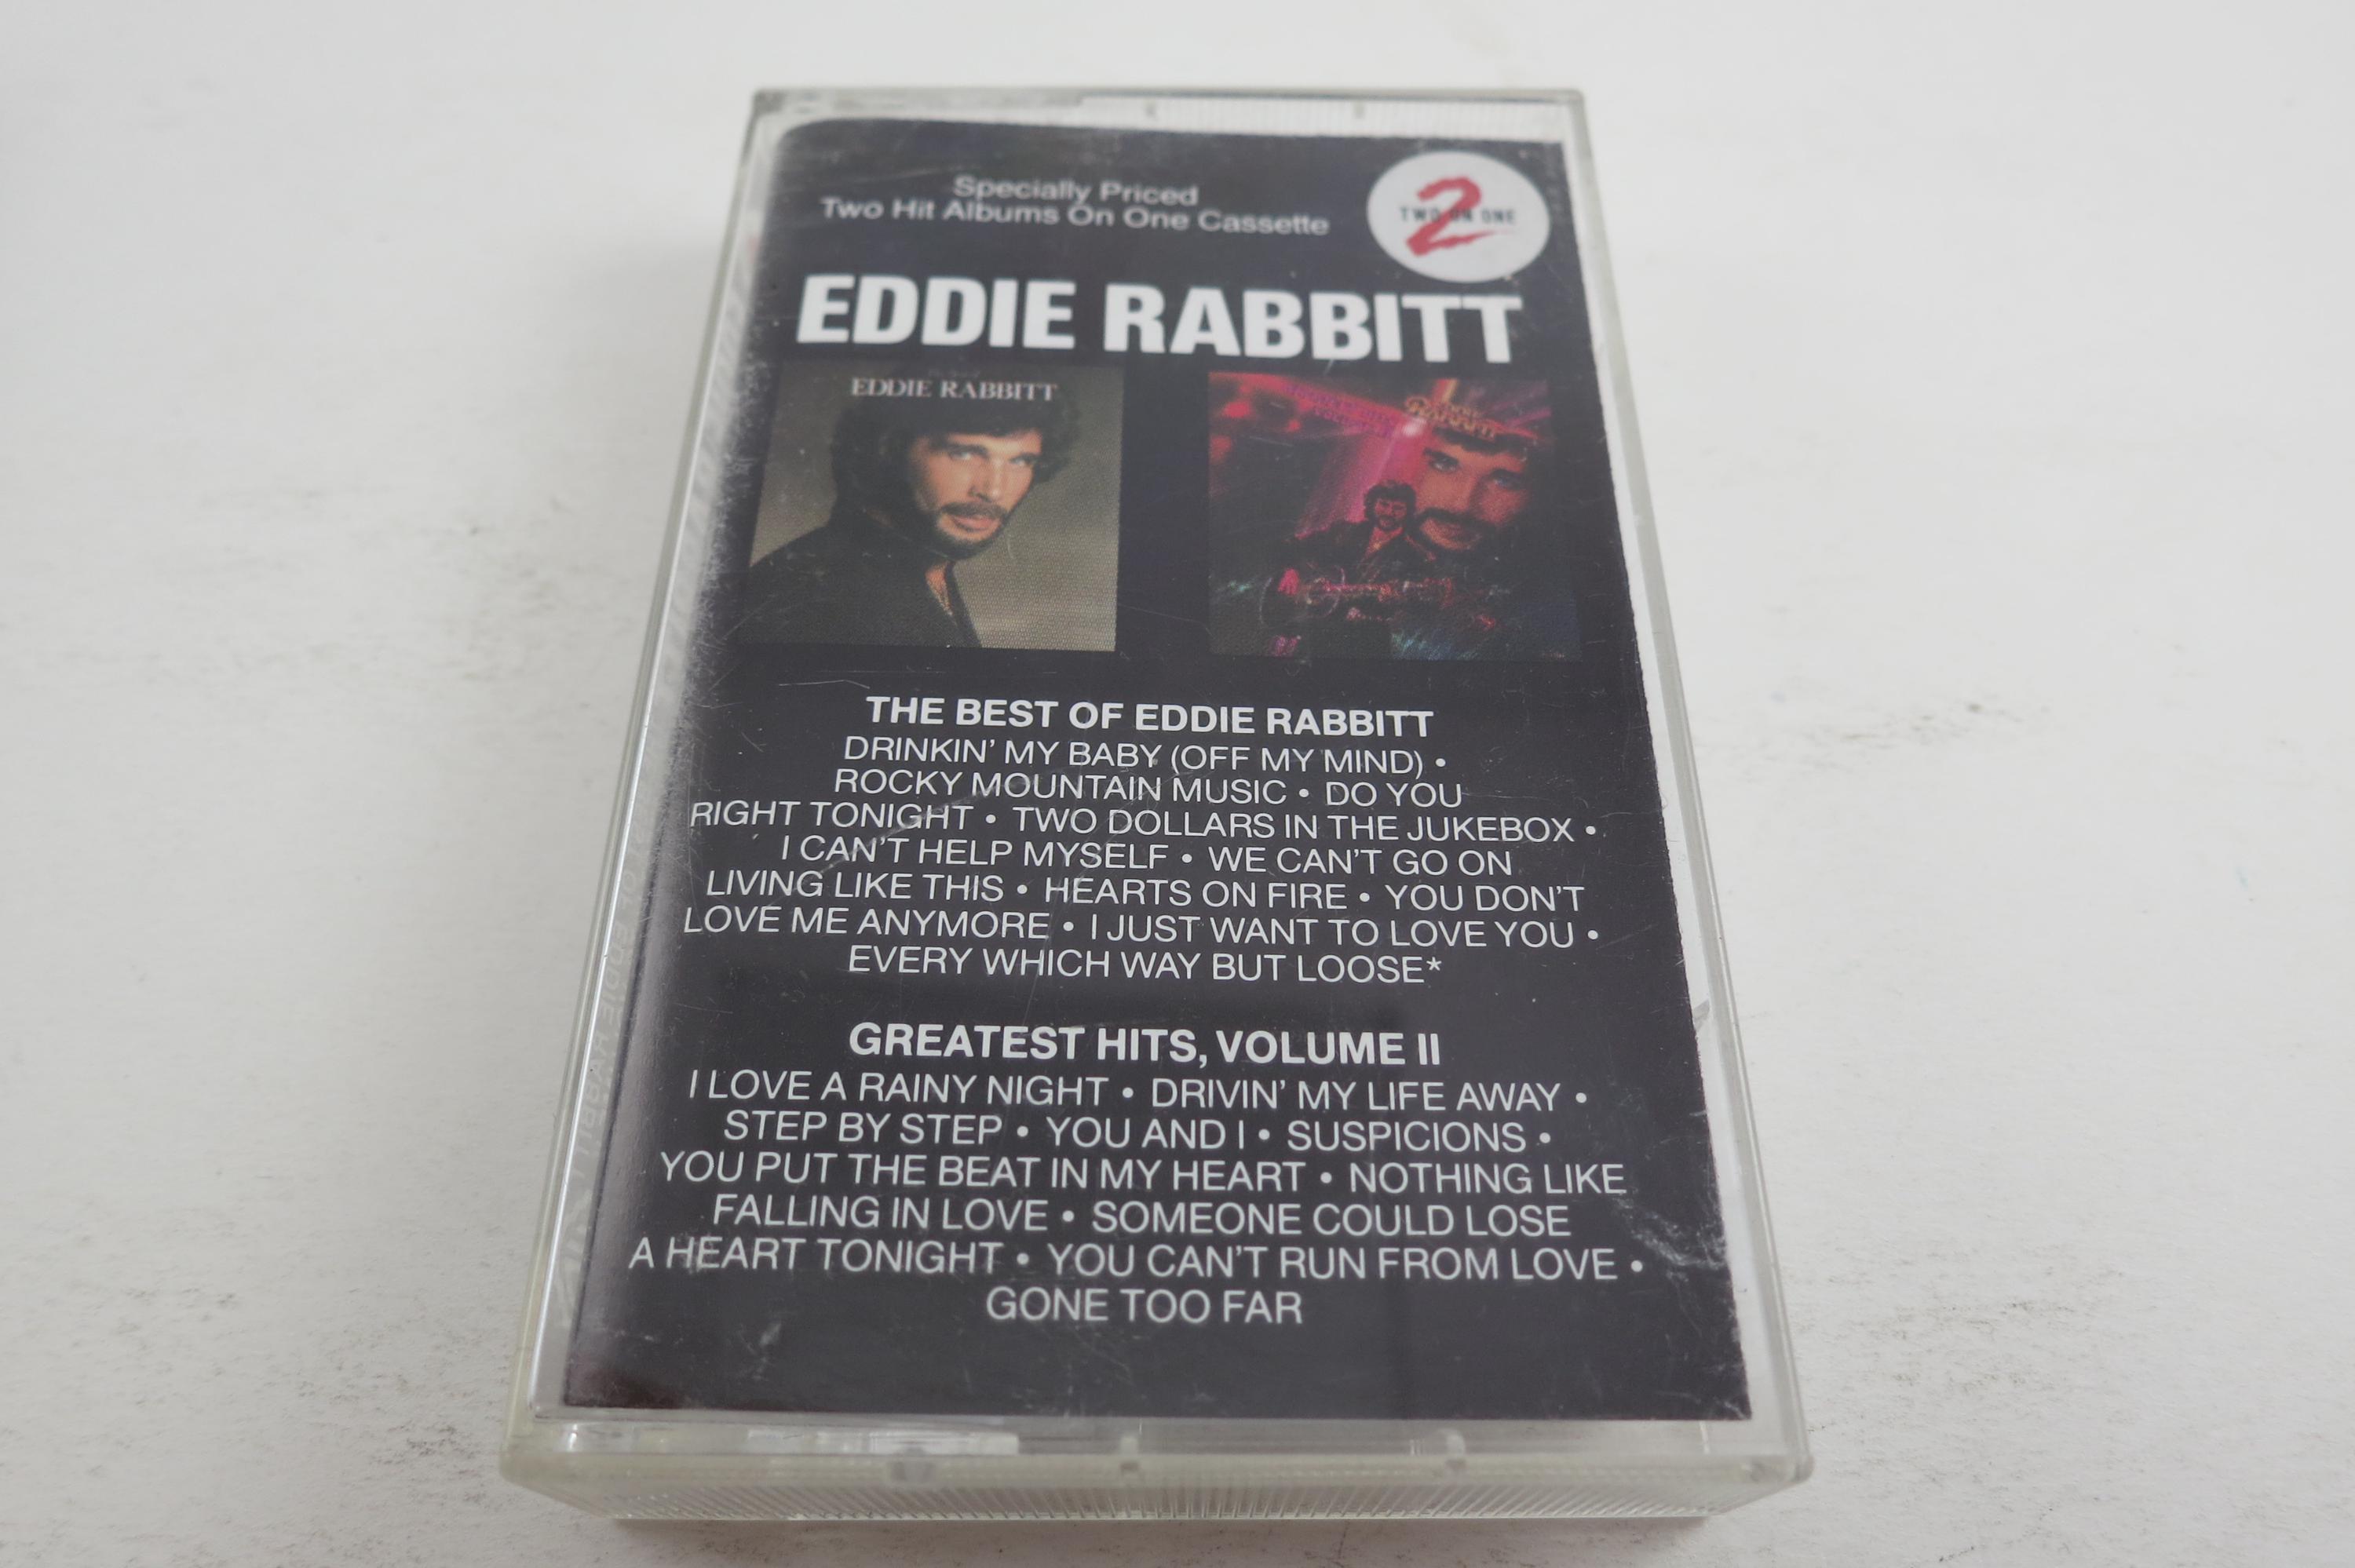 Specially Priced
Two Hit Albums On One Cassette
2
TWO ON ONE
EDDIE RABBITT
EDDIE RABBITT
RABBITT
THE BEST OF EDDIE RABBITT
DRINKIN' MY BABY (OFF MY MIND) •
ROCKY MOUNTAIN MUSIC • DO YOU
RIGHT TONIGHT • TWO DOLLARS IN THE JUKEBOX •
I CAN'T HELP MYSELF • WE CAN'T GO ON
LIVING LIKE THIS • HEARTS ON FIRE • YOU DON'T
LOVE ME ANYMORE • I JUST WANT TO LOVE YOU •
EVERY WHICH WAY BUT LOOSE*
GREATEST HITS, VOLUME II
I LOVE A RAINY NIGHT • DRIVIN' MY LIFE AWAY •
STEP BY STEP • YOU AND I • SUSPICIONS •
YOU PUT THE BEAT IN MY HEART • NOTHING LIKE
FALLING IN LOVE • SOMEONE COULD LOSE
A HEART TONIGHT • YOU CAN'T RUN FROM LOVE •
GONE TOO FAR